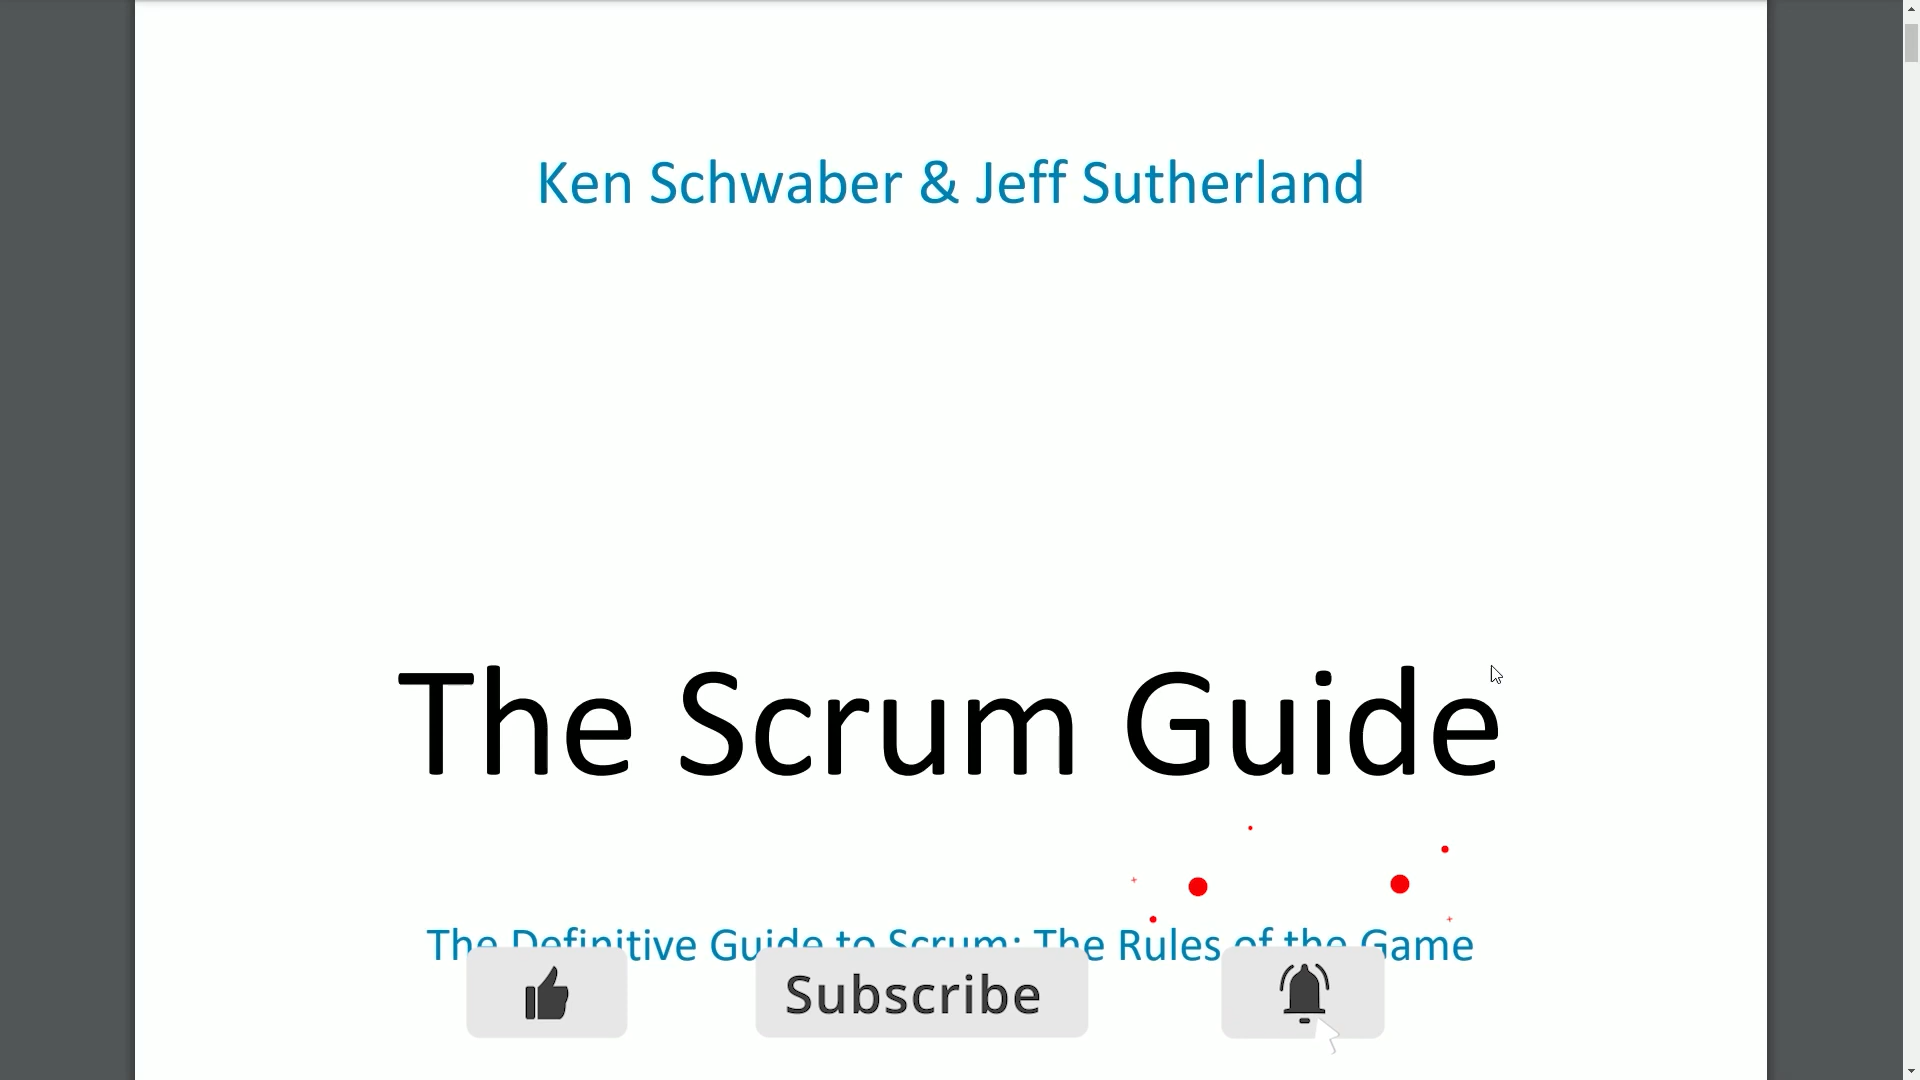 Ken Schwaber & Jeff Sutherland
The Scrum Guide
The Definitive Guide to Scrum: The Rules of the Game
Subscribe